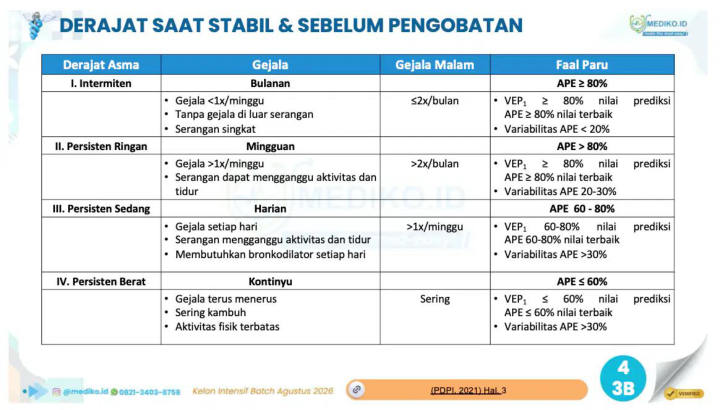 DERAJAT SAAT STABIL & SEBELUM PENGOBATAN
MEDIKO.ID
Derajat Asma Gejala Gejala Malam Faal Paru
I. Intermiten Bulanan APE ≥ 80%
• Gejala <1x/minggu
• Tanpa gejala di luar serangan
• Serangan singkat
≤2x/bulan
• VEP₁ ≥ 80% nilai prediksi
APE ≥ 80% nilai terbaik
• Variabilitas APE < 20%
II. Persisten Ringan Mingguan APE > 80%
• Gejala >1x/minggu
• Serangan dapat mengganggu aktivitas dan
tidur
>2x/bulan
• VEP₁ ≥ 80% nilai prediksi
APE ≥ 80% nilai terbaik
• Variabilitas APE 20-30%
III. Persisten Sedang Harian APE 60 - 80%
• Gejala setiap hari
• Serangan mengganggu aktivitas dan tidur
• Membutuhkan bronkodilator setiap hari
>1x/minggu
• VEP₁ 60-80% nilai prediksi
APE 60-80% nilai terbaik
• Variabilitas APE >30%
IV. Persisten Berat Kontinyu APE ≤ 60%
• Gejala terus menerus
• Sering kambuh
• Aktivitas fisik terbatas
Sering
• VEP₁ ≤ 60% nilai prediksi
APE ≤ 60% nilai terbaik
• Variabilitas APE >30%
MEDIKO.ID
@mediko.id 0821-3403-8758 Kelan Intensif Batch Agustus 2026
(PDPI, 2021) Hal. 3
4
3B
VERIFIED